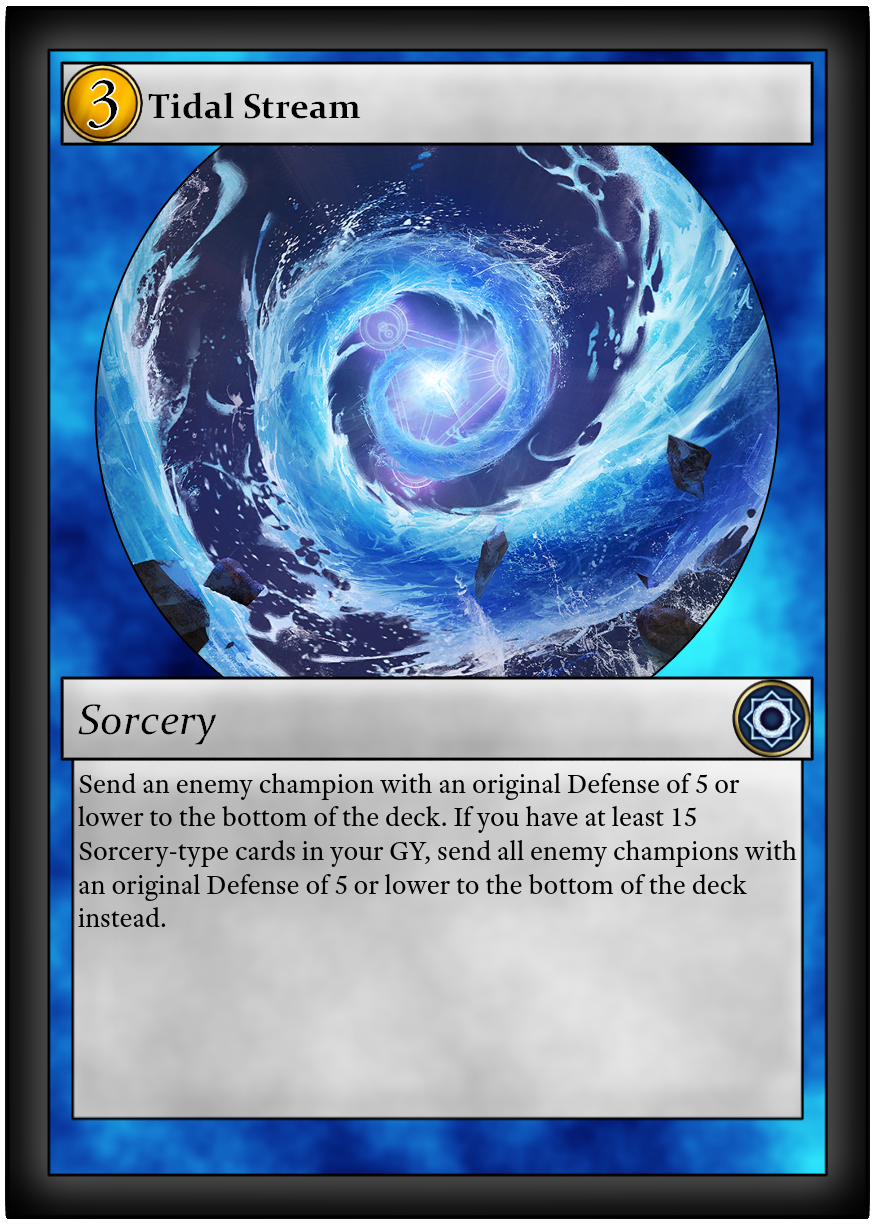 3 Tidal Stream
Sorcery
Send an enemy champion with an original Defense of 5 or
lower to the bottom of the deck. If you have at least 15
Sorcery-type cards in your GY, send all enemy champions with
an original Defense of 5 or lower to the bottom of the deck
instead.